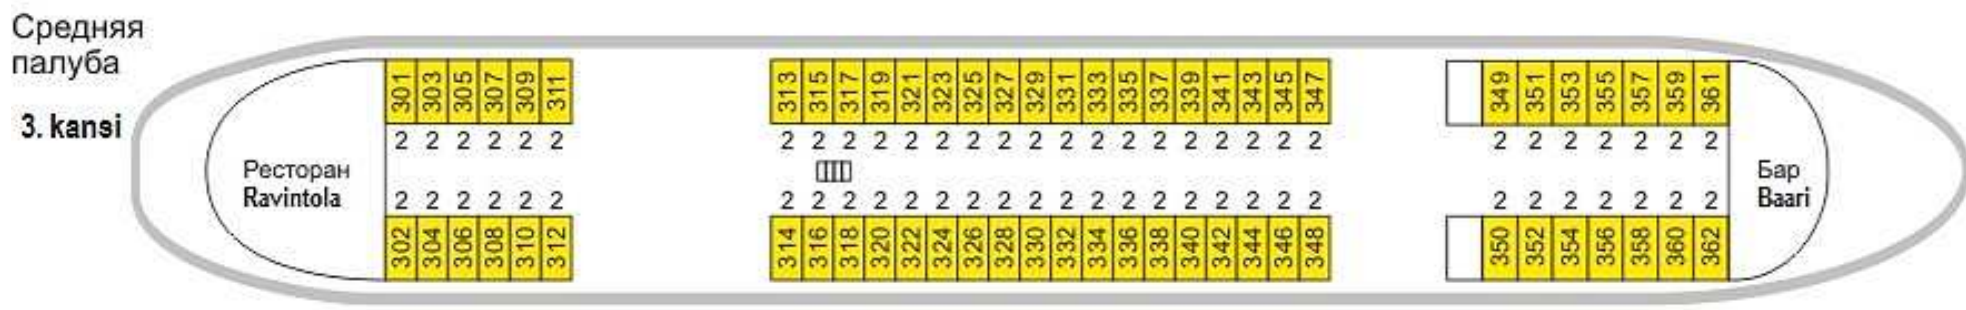 Средняя
палуба
3. kansi
301 303 305 307 309 311 313 315 317 319 321 323 325 327 329 331 333 335 337 339 341 343 345 347 349 351 353 355 357 359 361
2 2 2 2 2 2 2 2 2 2 2 2 2 2 2 2 2 2 2 2 2 2 2 2 2 2 2 2 2 2 2
Ресторан
Ravintola
Бар
Baari
2 2 2 2 2 2 2 2 2 2 2 2 2 2 2 2 2 2 2 2 2 2 2 2 2 2 2 2 2 2 2
302 304 306 308 310 312 314 316 318 320 322 324 326 328 330 332 334 336 338 340 342 344 346 348 350 352 354 356 358 360 362